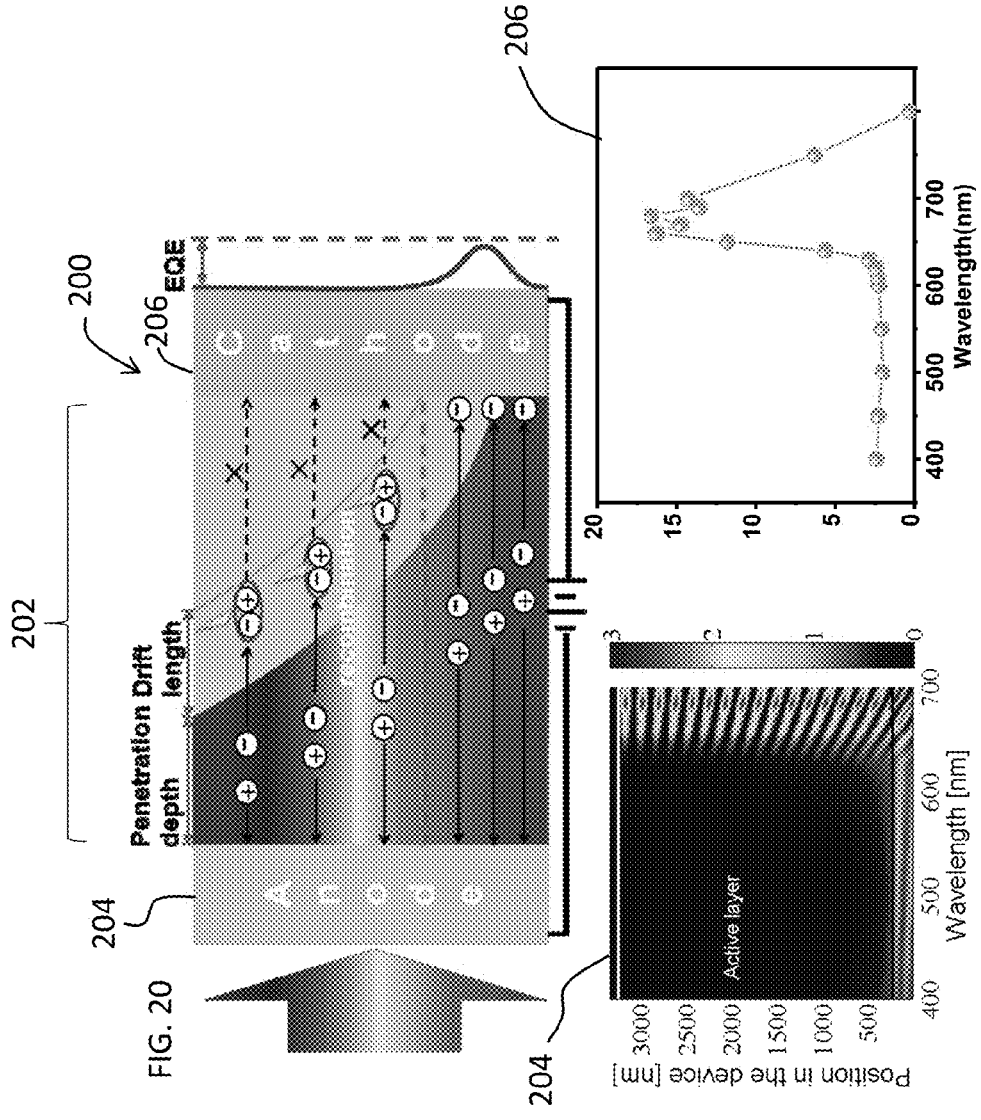 FIG. 20
200
202
204
206
Penetration Drift
depth length
EQE
Anode
Cathode
+ -
- +
+ -
- +
+ -
- +
+ -
-
+ -
-
+ -
-
204
3000
2500
2000
1500
1000
500
Position in the device [nm]
Active layer
400 500 600 700
Wavelength [nm]
3
2
1
0
206
20
15
10
5
0
400 500 600 700
Wavelength(nm)